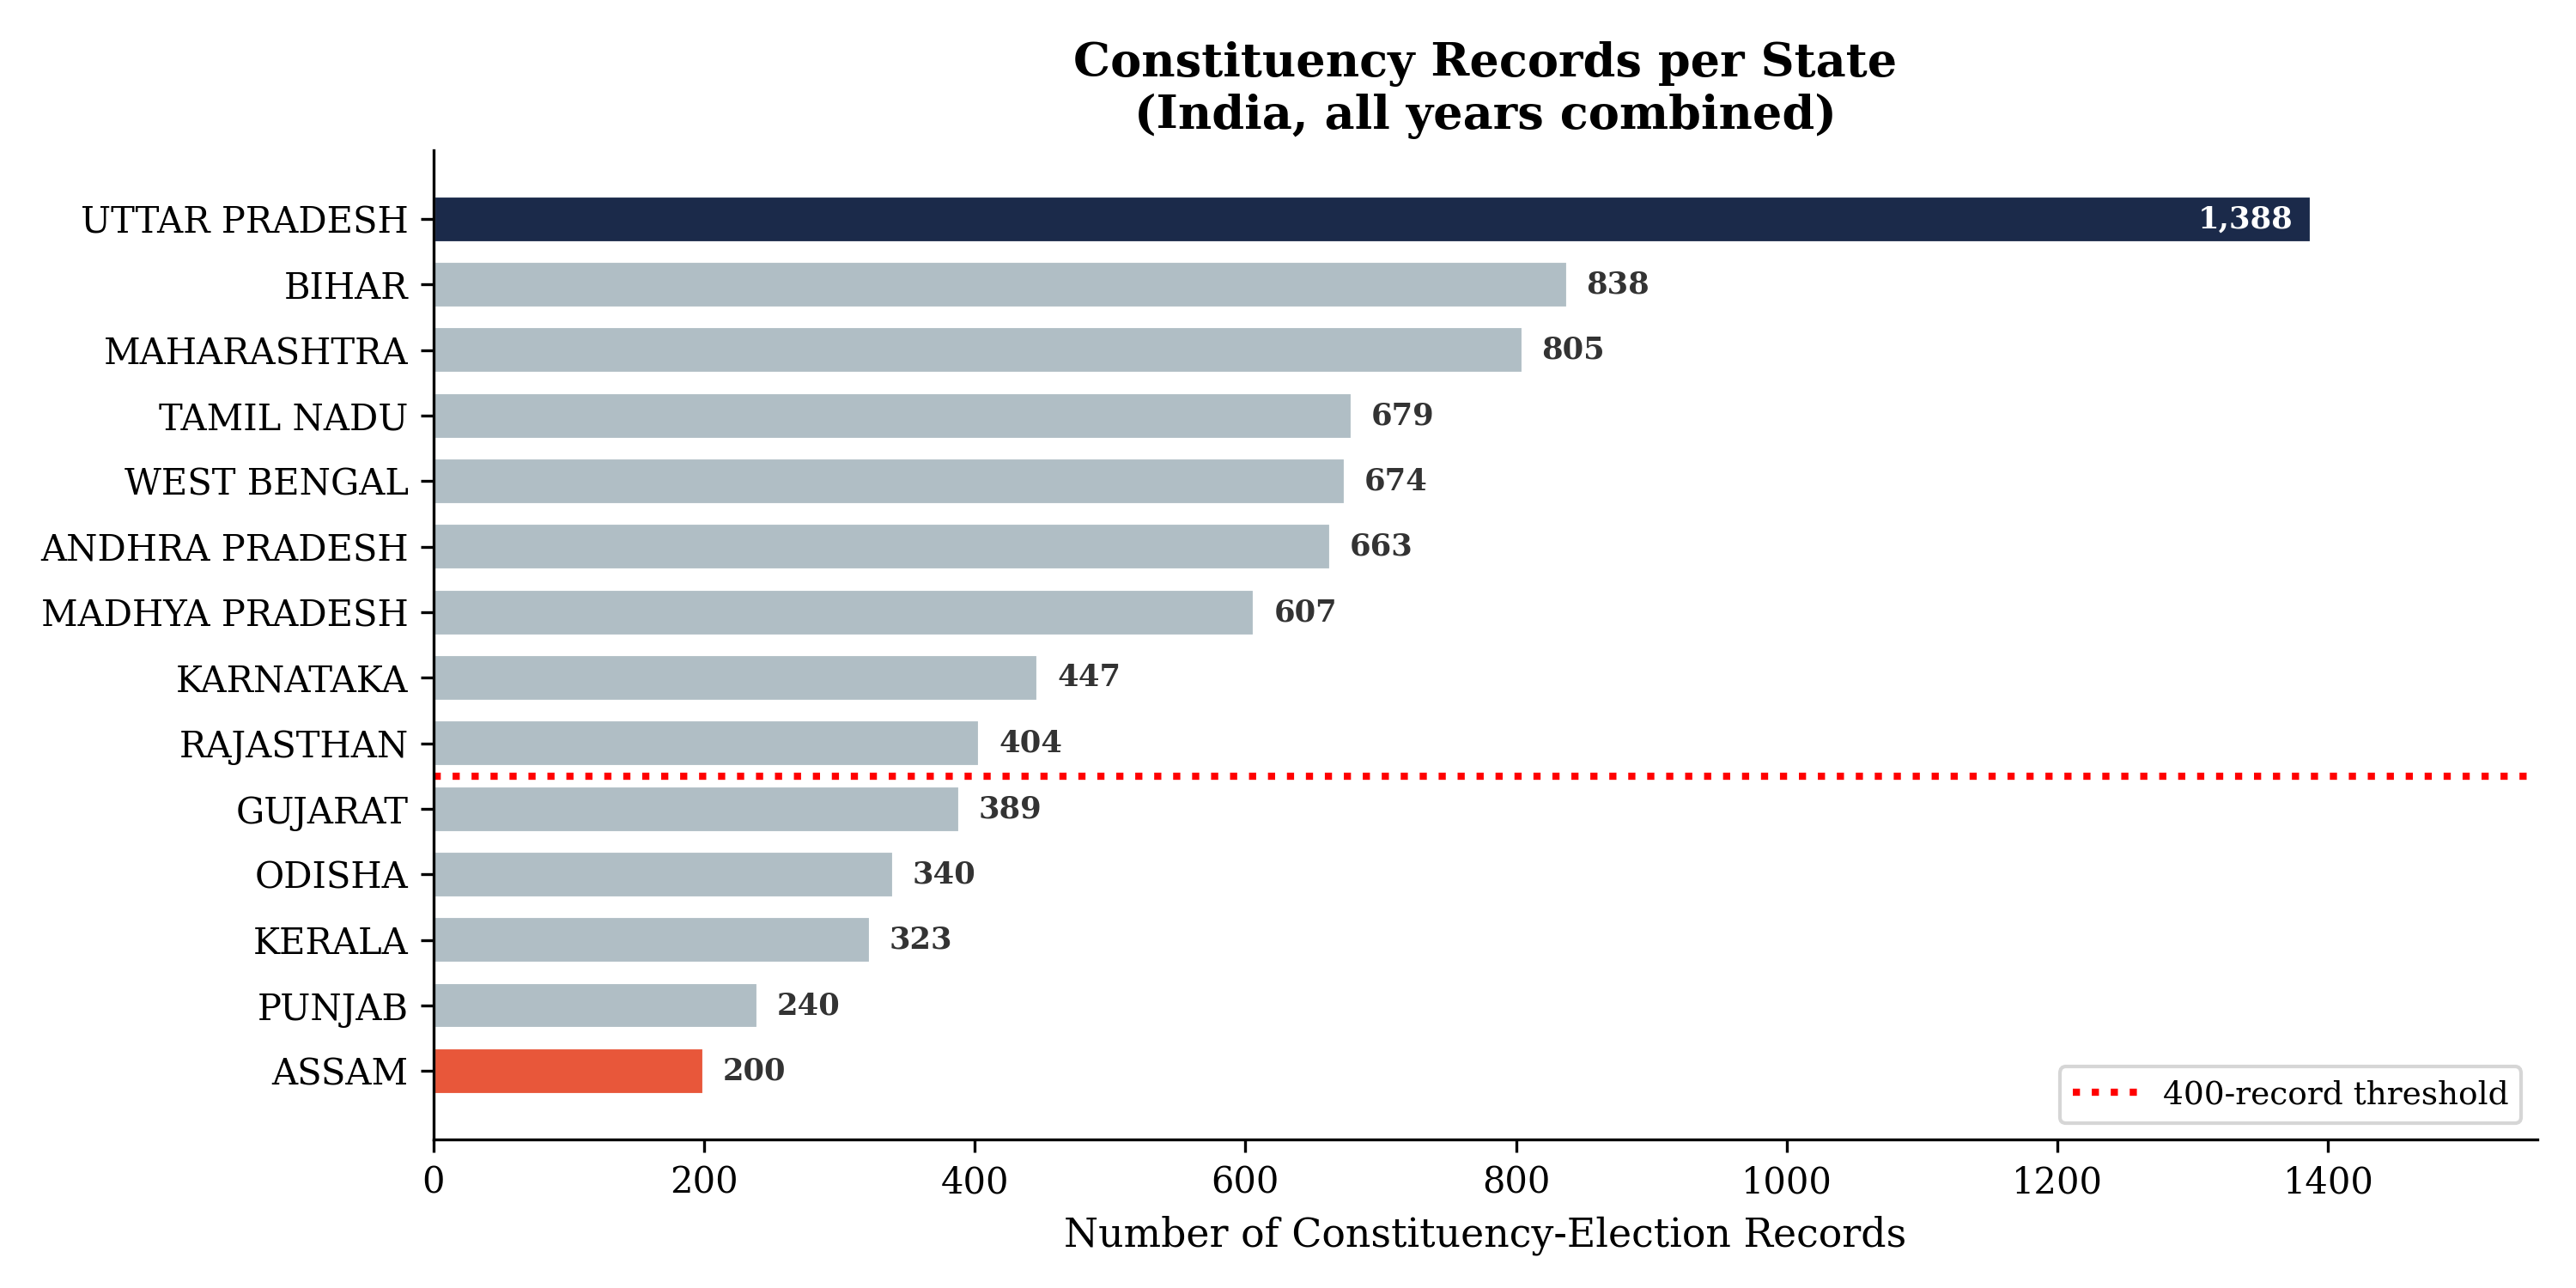 Constituency Records per State
(India, all years combined)
UTTAR PRADESH 1,388
BIHAR 838
MAHARASHTRA 805
TAMIL NADU 679
WEST BENGAL 674
ANDHRA PRADESH 663
MADHYA PRADESH 607
KARNATAKA 447
RAJASTHAN 404
GUJARAT 389
ODISHA 340
KERALA 323
PUNJAB 240
ASSAM 200
400-record threshold
0 200 400 600 800 1000 1200 1400
Number of Constituency-Election Records